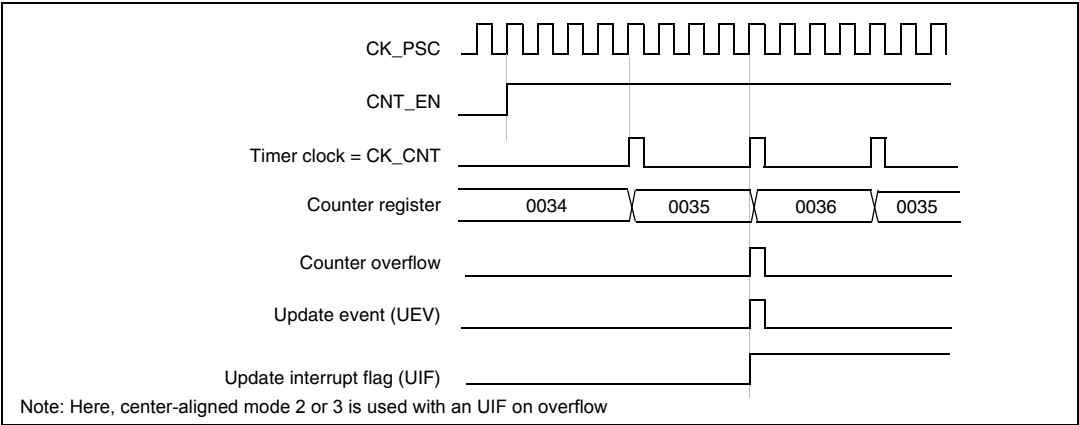 CK_PSC
CNT_EN
Timer clock = CK_CNT
Counter register 0034 0035 0036 0035
Counter overflow
Update event (UEV)
Update interrupt flag (UIF)
Note: Here, center-aligned mode 2 or 3 is used with an UIF on overflow